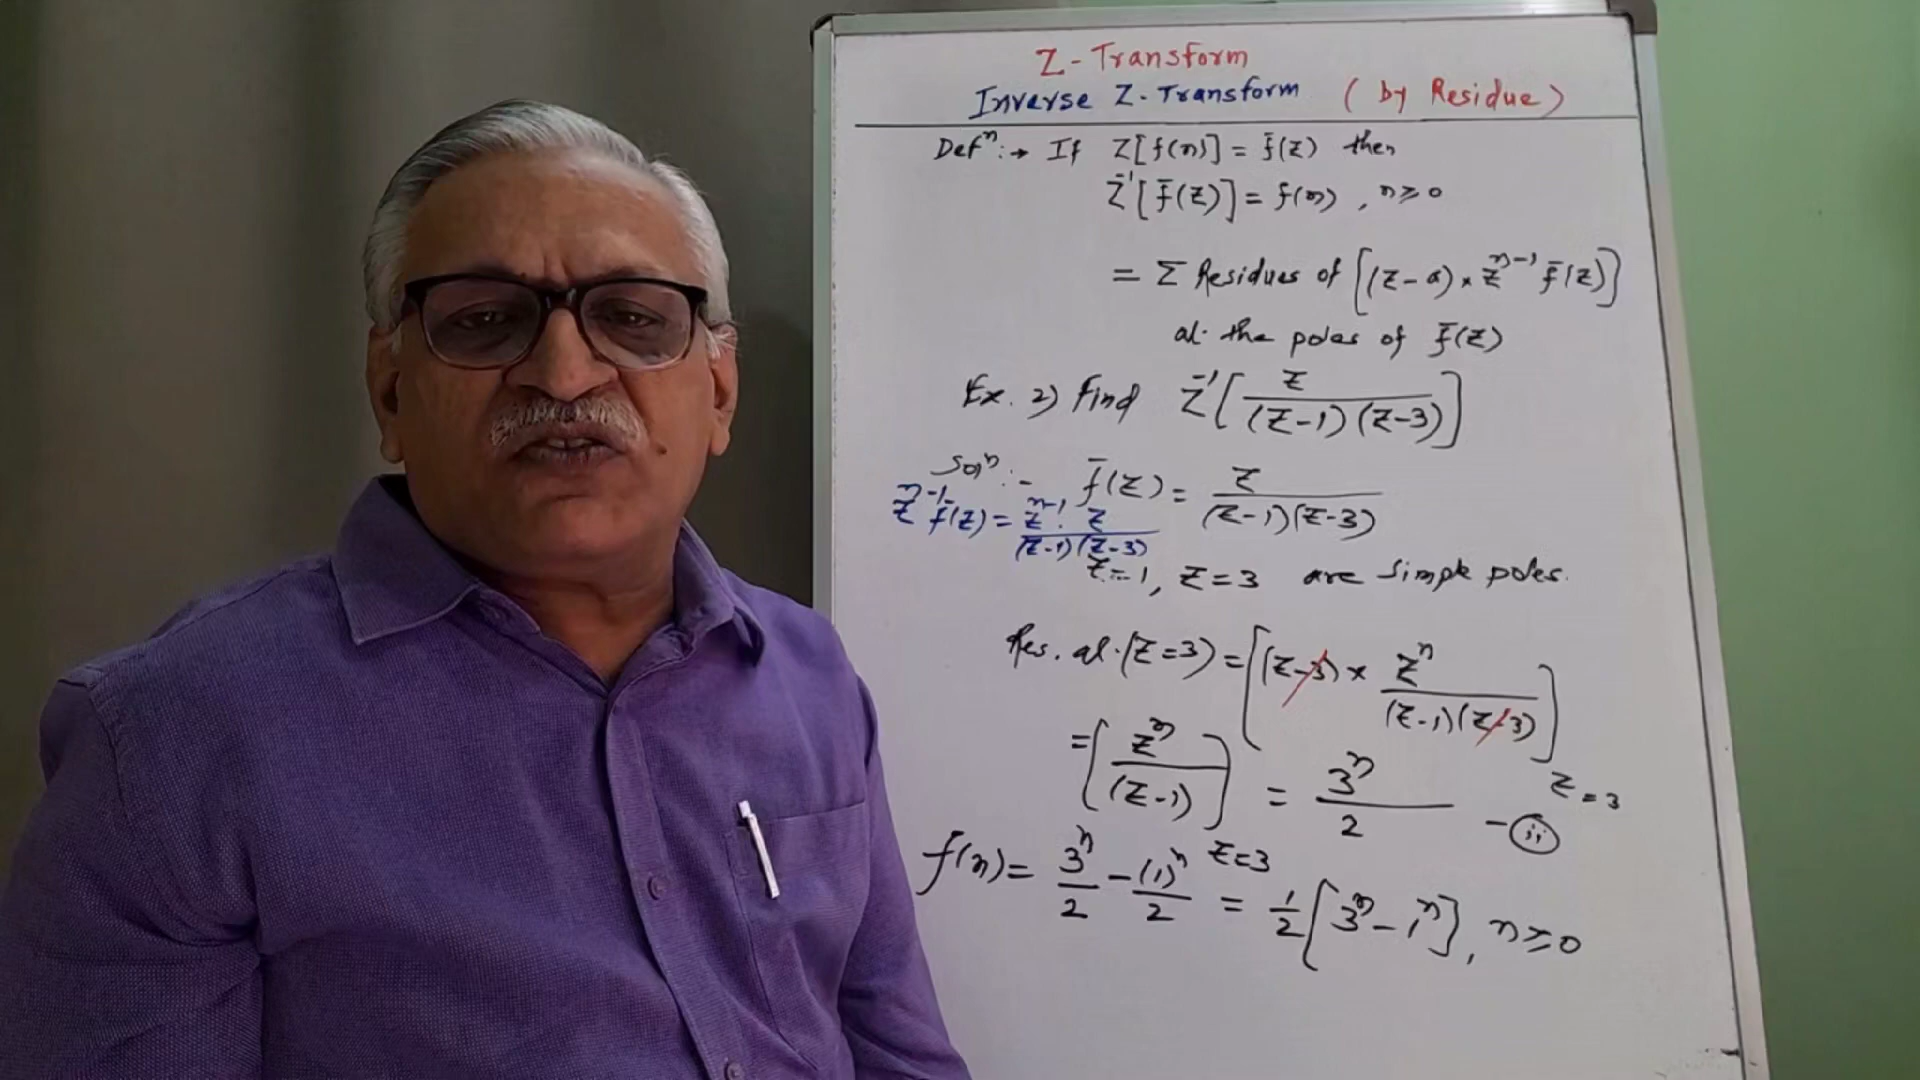 Z-Transform
Inverse Z-Transform (by Residue)
Defⁿ:→ If Z[f(n)] = f̄(z) then
Z⁻¹[f̄(z)] = f(n), n≥0
= Σ Residues of [(z-a)×z^(n-1) f̄(z)]
at the poles of f̄(z)
Ex. 2) Find Z⁻¹[z/((z-1)(z-3))]
Solⁿ:- f̄(z) = z/((z-1)(z-3))
z^(n-1) f̄(z) = z^(n-1)·z/((z-1)(z-3))
z=1, z=3 are simple poles.
Res. at (z=3) = [(z-3) × zⁿ/((z-1)(z-3))] z=3
= [zⁿ/(z-1)] z=3 = 3ⁿ/2 - (ii)
f(n) = 3ⁿ/2 - (1)ⁿ/2 = 1/2[3ⁿ-1ⁿ], n≥0